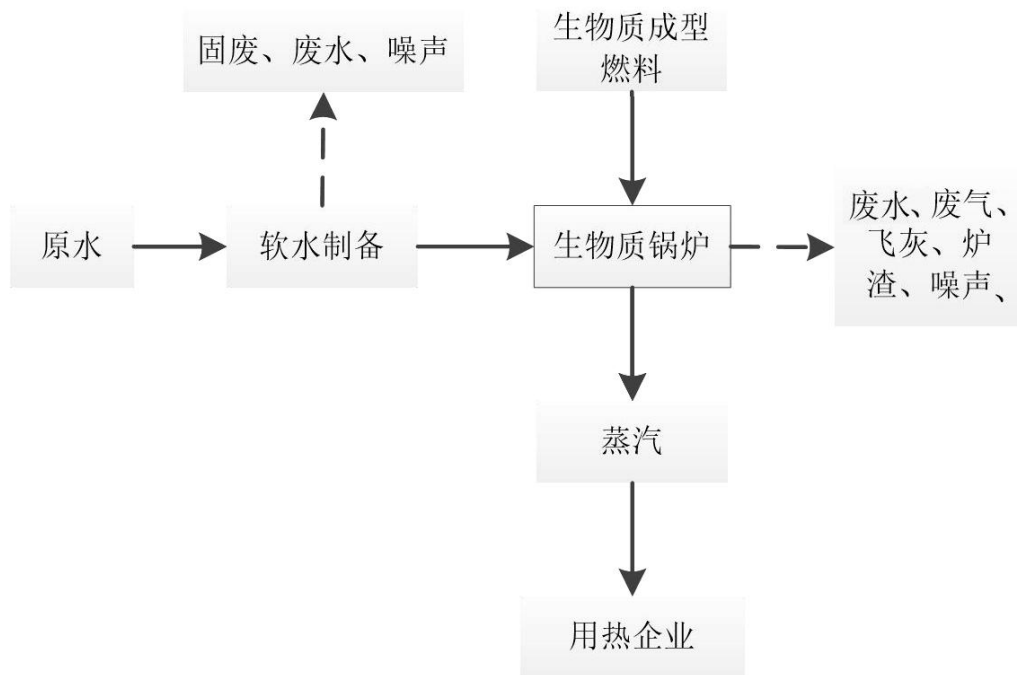 固废、废水、噪声
生物质成型
燃料
原水
软水制备
生物质锅炉
废水、废气、
飞灰、炉
渣、噪声、
蒸汽
用热企业